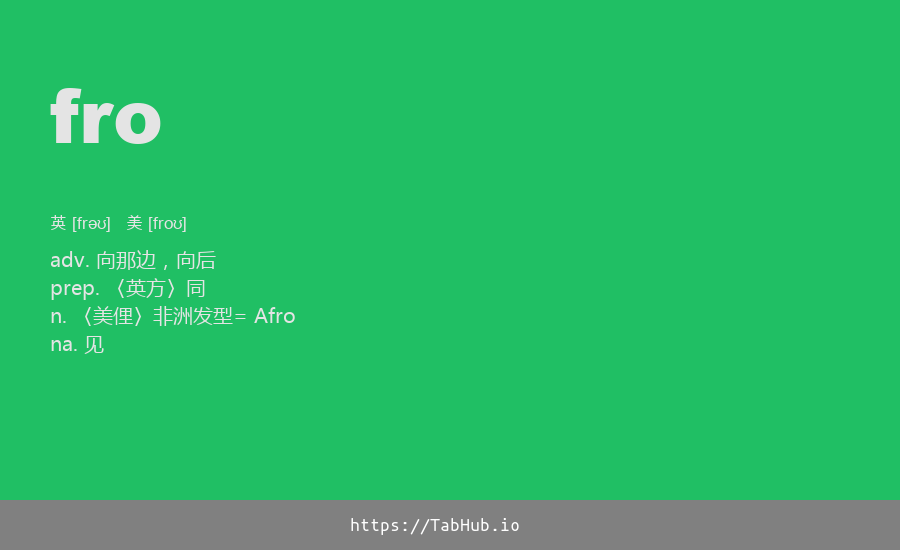 fro
英 [frəʊ] 美 [froʊ]
adv. 向那边，向后
prep. 〈英方〉同
n. 〈美俚〉非洲发型= Afro
na. 见
https://TabHub.io